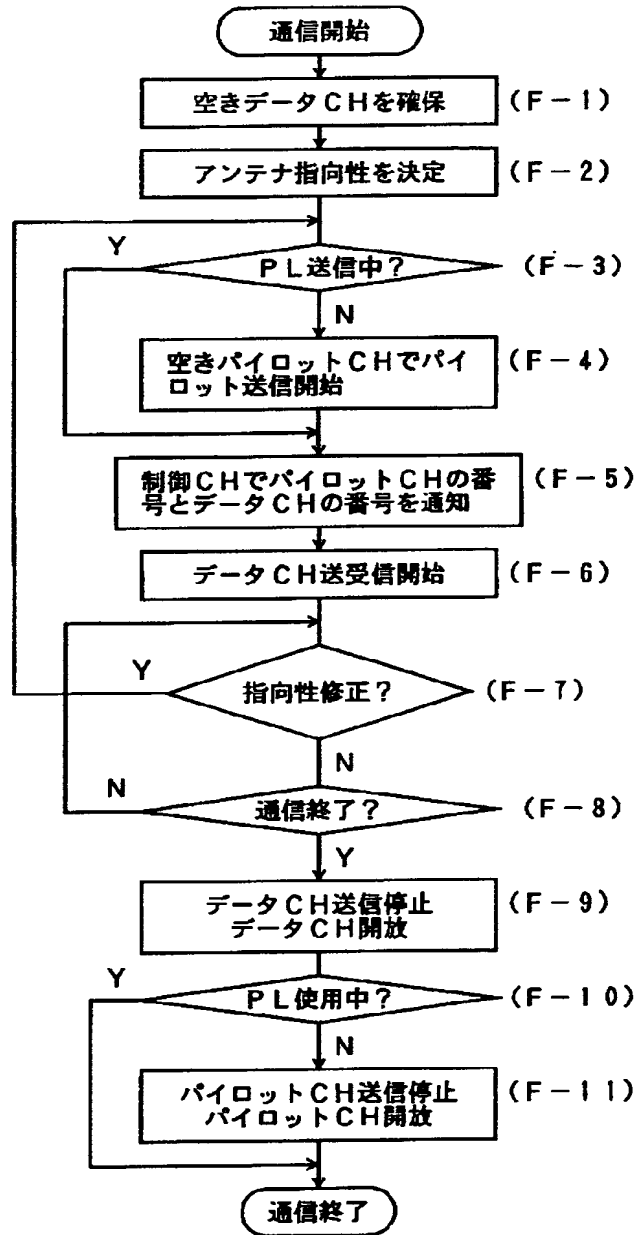 通信開始
空きデータCHを確保 (F-1)
アンテナ指向性を決定 (F-2)
Y
PL送信中? (F-3)
N
空きパイロットCHでパイ (F-4)
ロット送信開始
制御CHでパイロットCHの番 (F-5)
号とデータCHの番号を通知
データCH送受信開始 (F-6)
Y
指向性修正? (F-7)
N
N
通信終了? (F-8)
Y
データCH送信停止 (F-9)
データCH開放
Y
PL使用中? (F-10)
N
パイロットCH送信停止 (F-11)
パイロットCH開放
通信終了